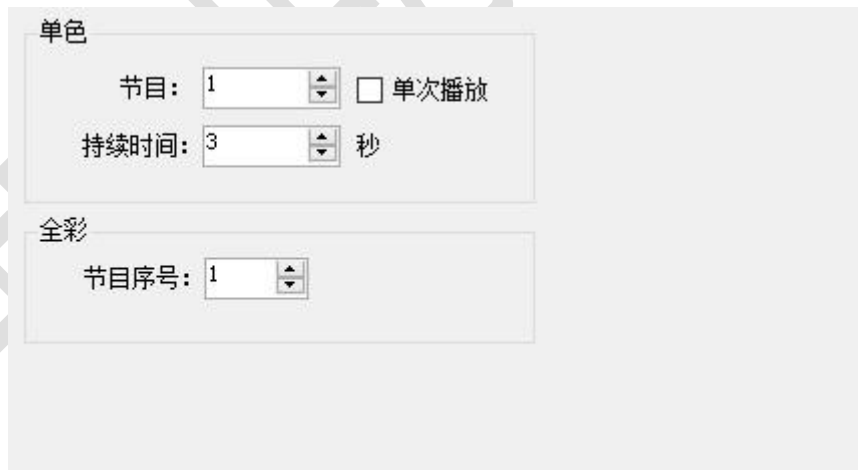 单色
节目： 1 单次播放
持续时间： 3 秒
全彩
节目序号： 1